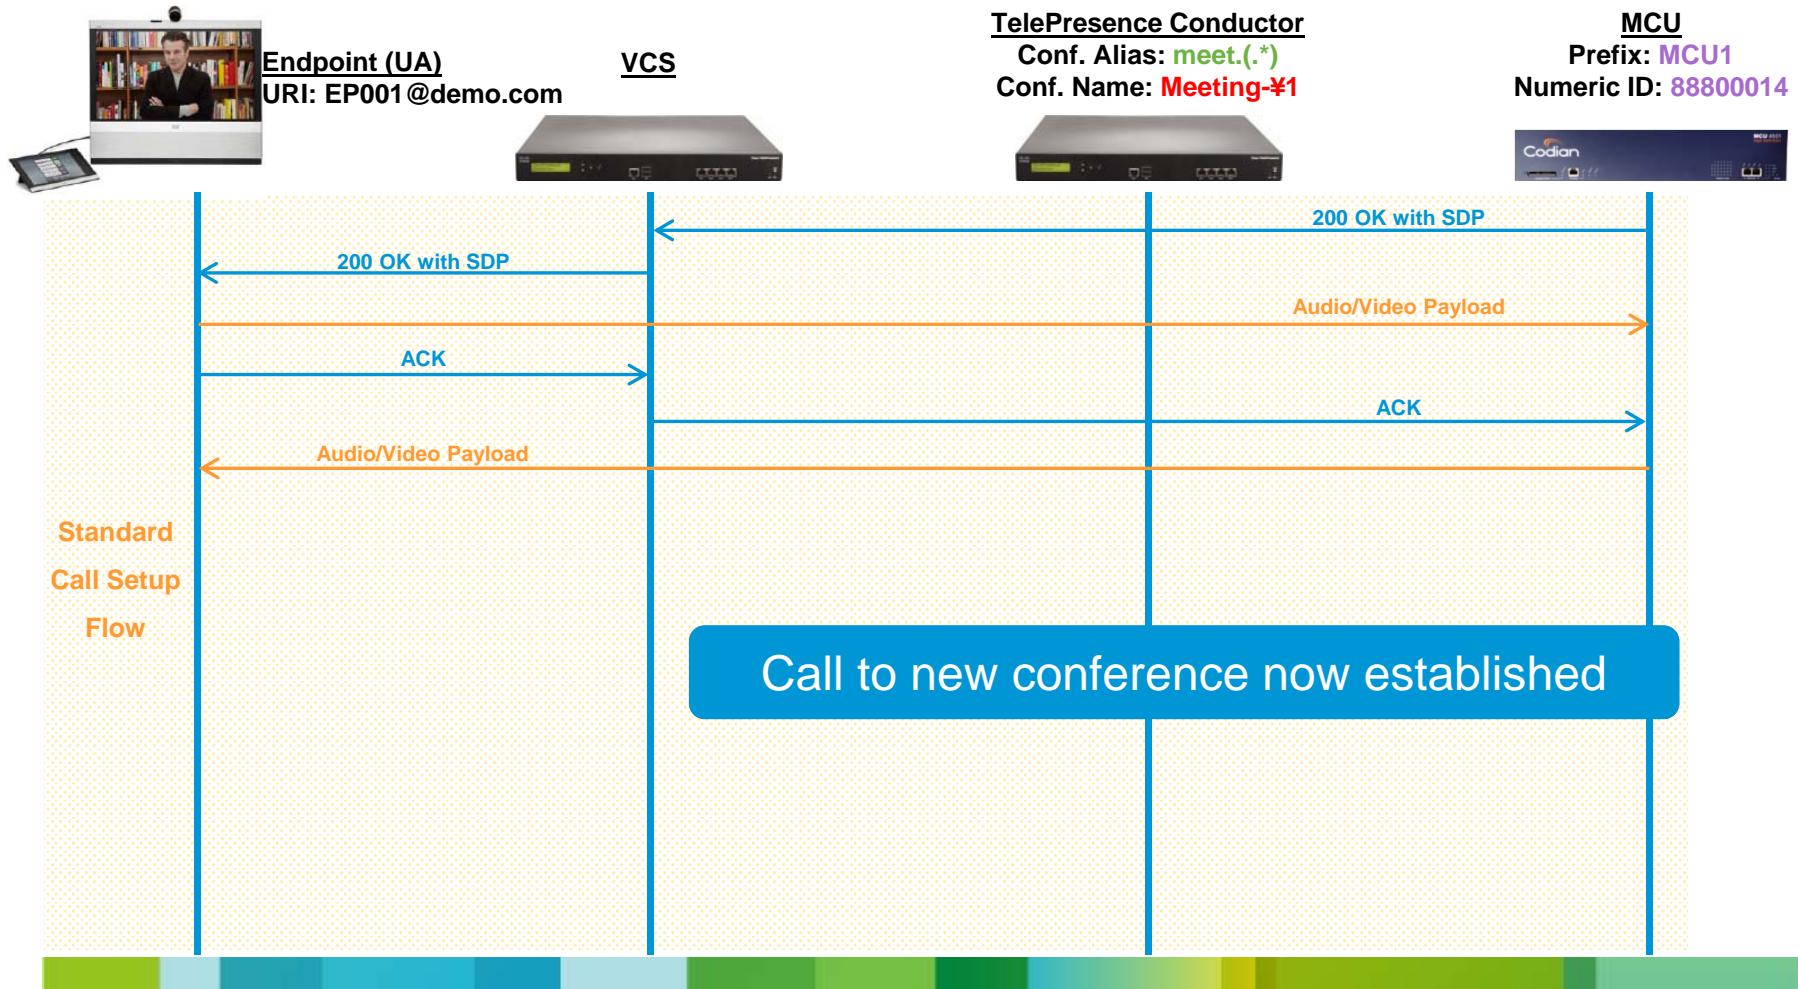 Endpoint (UA)
URI: EP001@demo.com
VCS
TelePresence Conductor
Conf. Alias: meet.(.*)
Conf. Name: Meeting-¥1
MCU
Prefix: MCU1
Numeric ID: 88800014
Codian
200 OK with SDP
200 OK with SDP
Audio/Video Payload
ACK
ACK
Audio/Video Payload
Standard
Call Setup
Flow
Call to new conference now established